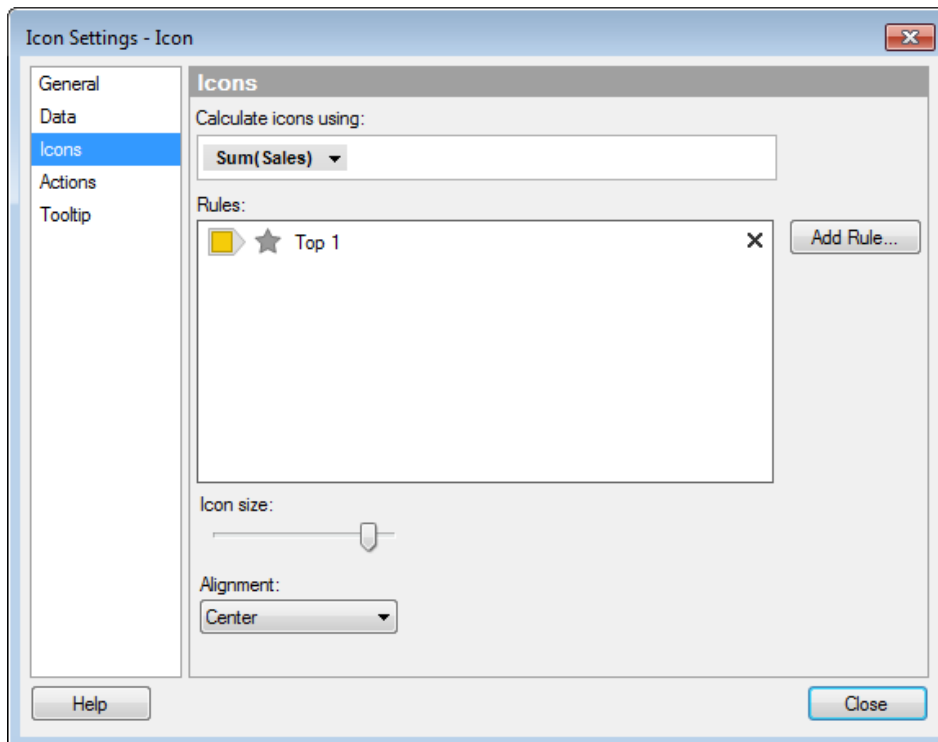 Icon Settings - Icon
General
Data
Icons
Actions
Tooltip
Icons
Calculate icons using:
Sum(Sales)
Rules:
Top 1
Add Rule...
Icon size:
Alignment:
Center
Help
Close